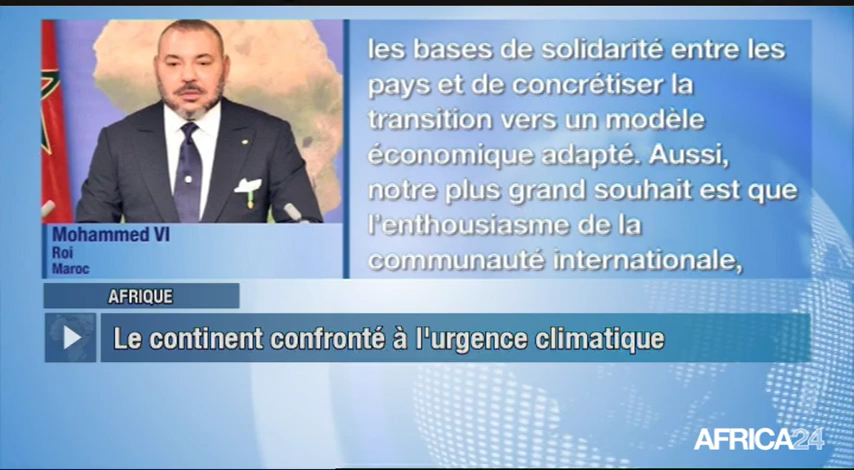 les bases de solidarité entre les
pays et de concrétiser la
transition vers un modèle
économique adapté. Aussi,
notre plus grand souhait est que
l'enthousiasme de la
communauté internationale,
Mohammed VI
Roi
Maroc
AFRIQUE
Le continent confronté à l'urgence climatique
AFRICA24